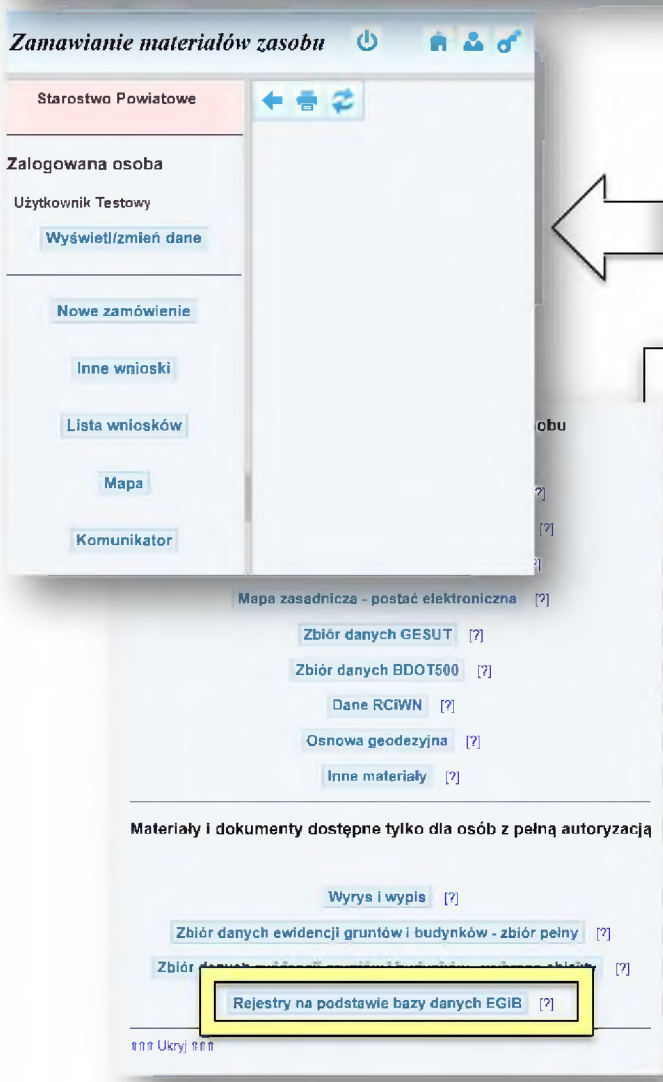 Zamawianie materiałów zasobu
Starostwo Powiatowe
Zalogowana osoba
Użytkownik Testowy
Wyświetl/zmień dane
Nowe zamówienie
Inne wnioski
Lista wniosków
Mapa
Komunikator
obu
[?]
Mapa zasadnicza - postać elektroniczna [?]
Zbiór danych GESUT [?]
Zbiór danych BDOT500 [?]
Dane RCiWN [?]
Osnowa geodezyjna [?]
Inne materiały [?]
Materiały i dokumenty dostępne tylko dla osób z pełną autoryzacją
Wyrys i wypis [?]
Zbiór danych ewidencji gruntów i budynków - zbiór pełny [?]
Zbiór [?]
Rejestry na podstawie bazy danych EGiB [?]
⇑⇑⇑ Ukryj ⇑⇑⇑